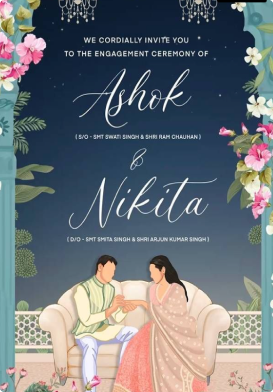 WE CORDIALLY INVITE YOU
TO THE ENGAGEMENT CEREMONY OF
Ashok
( S/O - SMT SWATI SINGH & SHRI RAM CHAUHAN )
&
Nikita
( D/O - SMT SMITA SINGH & SHRI ARJUN KUMAR SINGH )